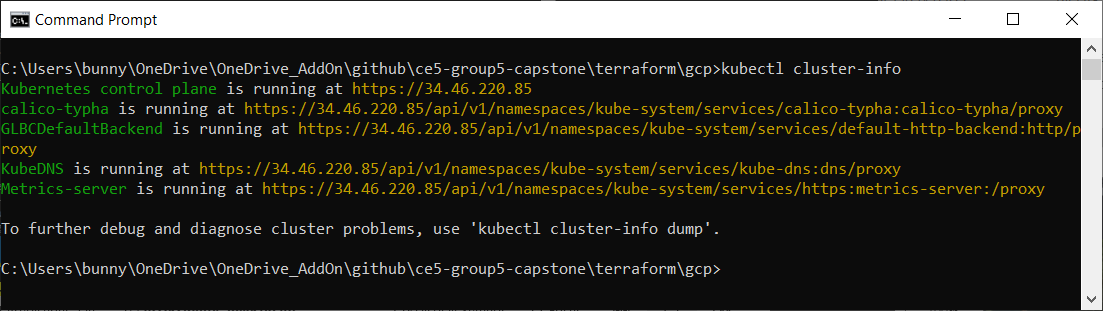 Command Prompt
C:\Users\bunny\OneDrive\OneDrive_AddOn\github\ce5-group5-capstone\terraform\gcp>kubectl cluster-info
Kubernetes control plane is running at https://34.46.220.85
calico-typha is running at https://34.46.220.85/api/v1/namespaces/kube-system/services/calico-typha:calico-typha/proxy
GLBCDefaultBackend is running at https://34.46.220.85/api/v1/namespaces/kube-system/services/default-http-backend:http/p
roxy
KubeDNS is running at https://34.46.220.85/api/v1/namespaces/kube-system/services/kube-dns:dns/proxy
Metrics-server is running at https://34.46.220.85/api/v1/namespaces/kube-system/services/https:metrics-server:/proxy
To further debug and diagnose cluster problems, use 'kubectl cluster-info dump'.
C:\Users\bunny\OneDrive\OneDrive_AddOn\github\ce5-group5-capstone\terraform\gcp>